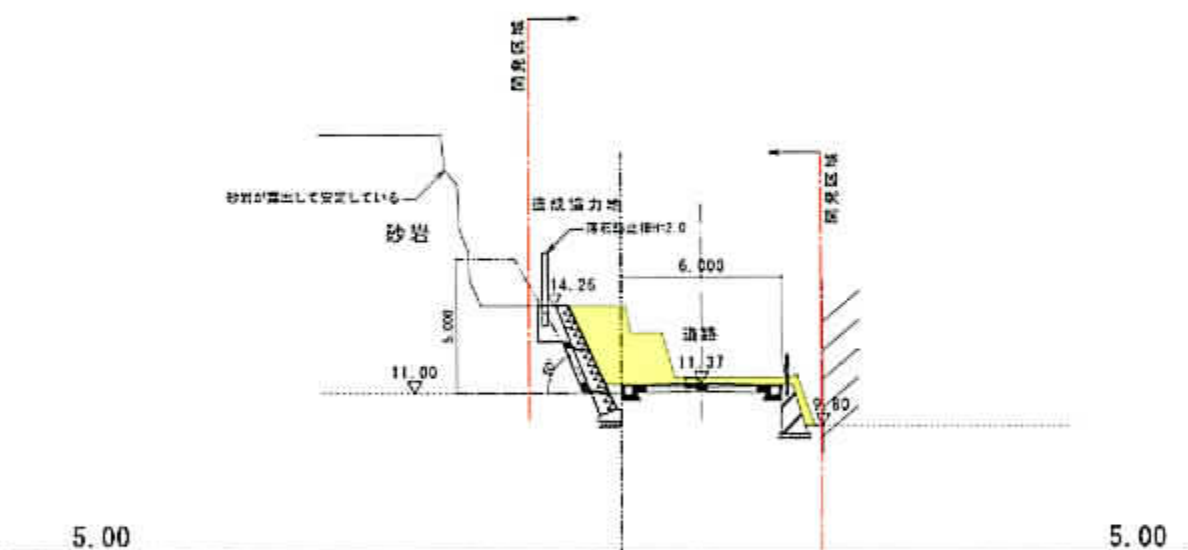 開発区域
開発区域
砂岩が露出して安定している
造成協力地
落石防止柵H=2.0
砂岩
6.000
14.26
5.000
道路
11.37
11.00
9.80
5.00
5.00